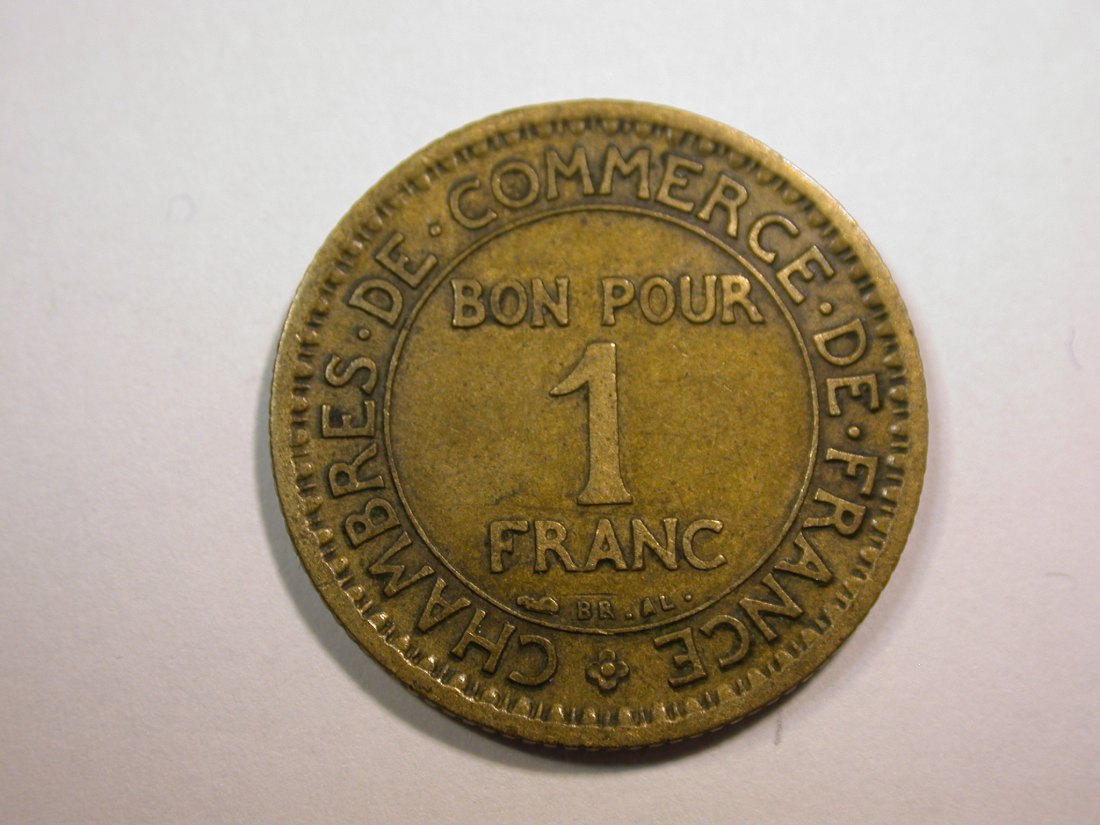 CHAMBRES · DE · COMMERCE · DE · FRANCE
BON POUR
1
FRANC
BR . AL .